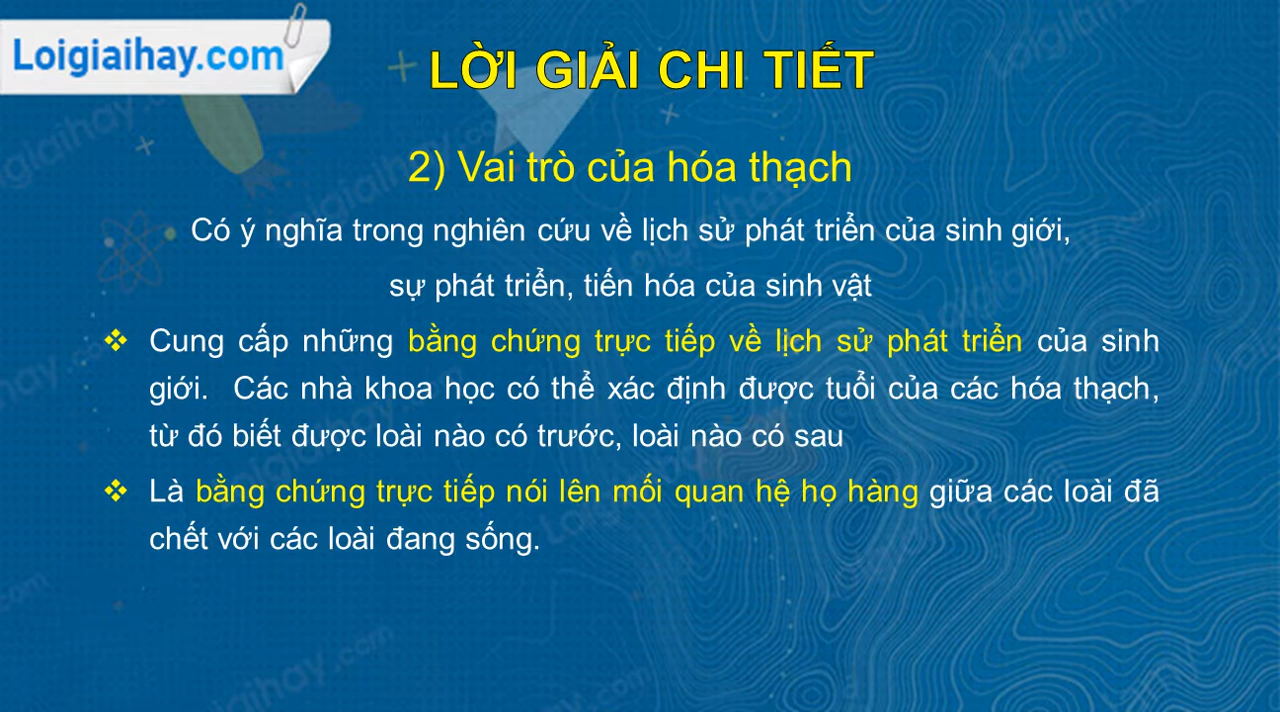 Loigiaihay.com
LỜI GIẢI CHI TIẾT
2) Vai trò của hóa thạch
Có ý nghĩa trong nghiên cứu về lịch sử phát triển của sinh giới,
sự phát triển, tiến hóa của sinh vật
❖ Cung cấp những bằng chứng trực tiếp về lịch sử phát triển của sinh
giới. Các nhà khoa học có thể xác định được tuổi của các hóa thạch,
từ đó biết được loài nào có trước, loài nào có sau
❖ Là bằng chứng trực tiếp nói lên mối quan hệ họ hàng giữa các loài đã
chết với các loài đang sống.